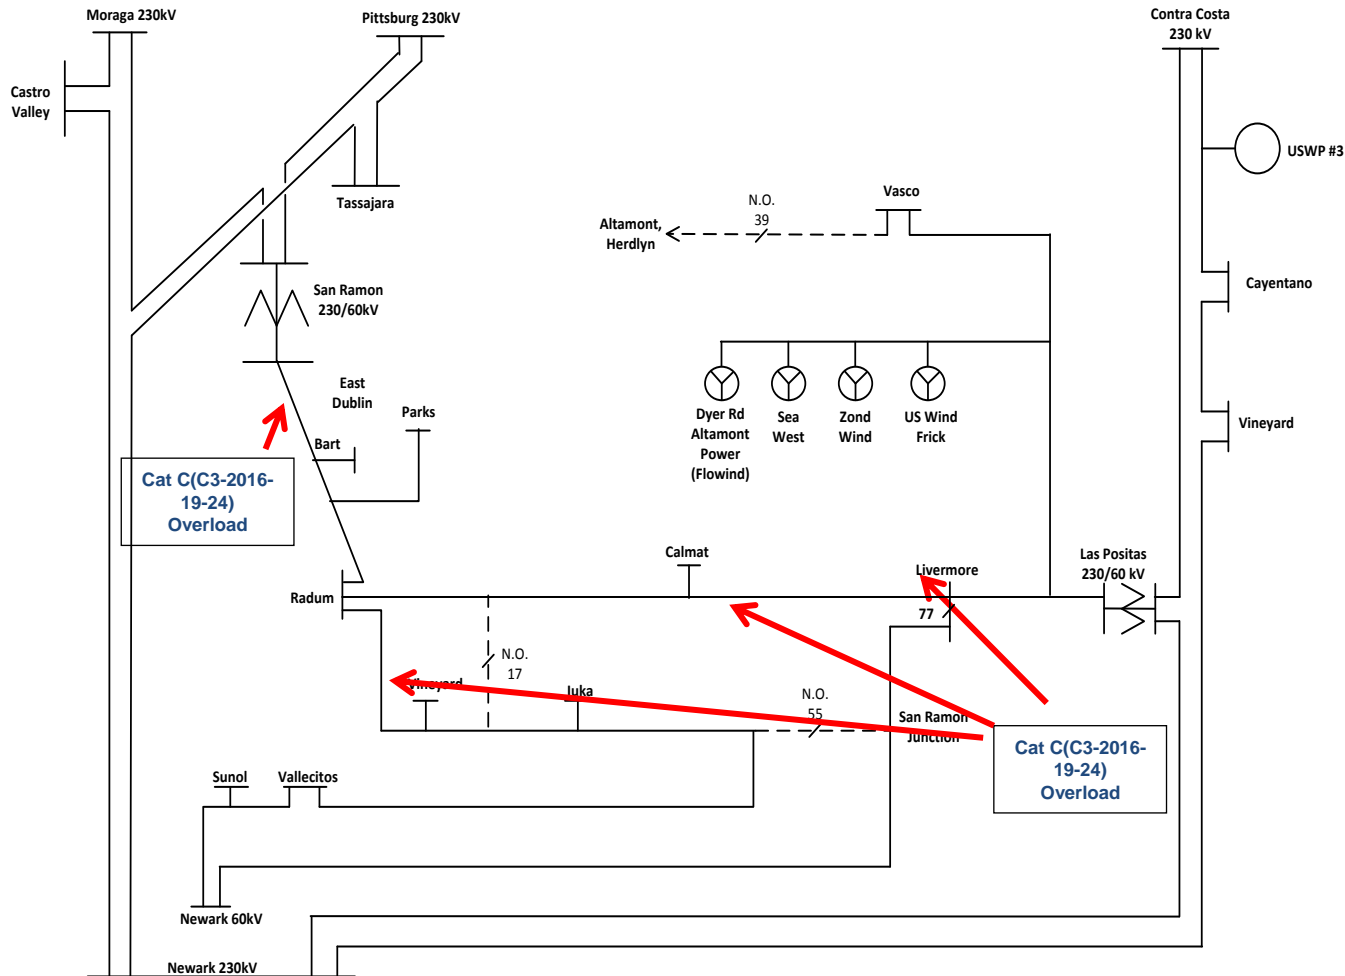 Moraga 230kV
Pittsburg 230kV
Contra Costa
230 kV
Castro
Valley
USWP #3
Tassajara
Vasco
N.O.
39
Altamont,
Herdlyn
San Ramon
230/60kV
Cayentano
East
Dublin
Parks
Bart
Dyer Rd
Altamont
Power
(Flowind)
Sea
West
Zond
Wind
US Wind
Frick
Vineyard
Cat C(C3-2016-
19-24)
Overload
Calmat
Livermore
Las Positas
230/60 kV
Radum
77
N.O.
17
Vineyard
Iuka
N.O.
55
San Ramon
Junction
Cat C(C3-2016-
19-24)
Overload
Sunol
Vallecitos
Newark 60kV
Newark 230kV